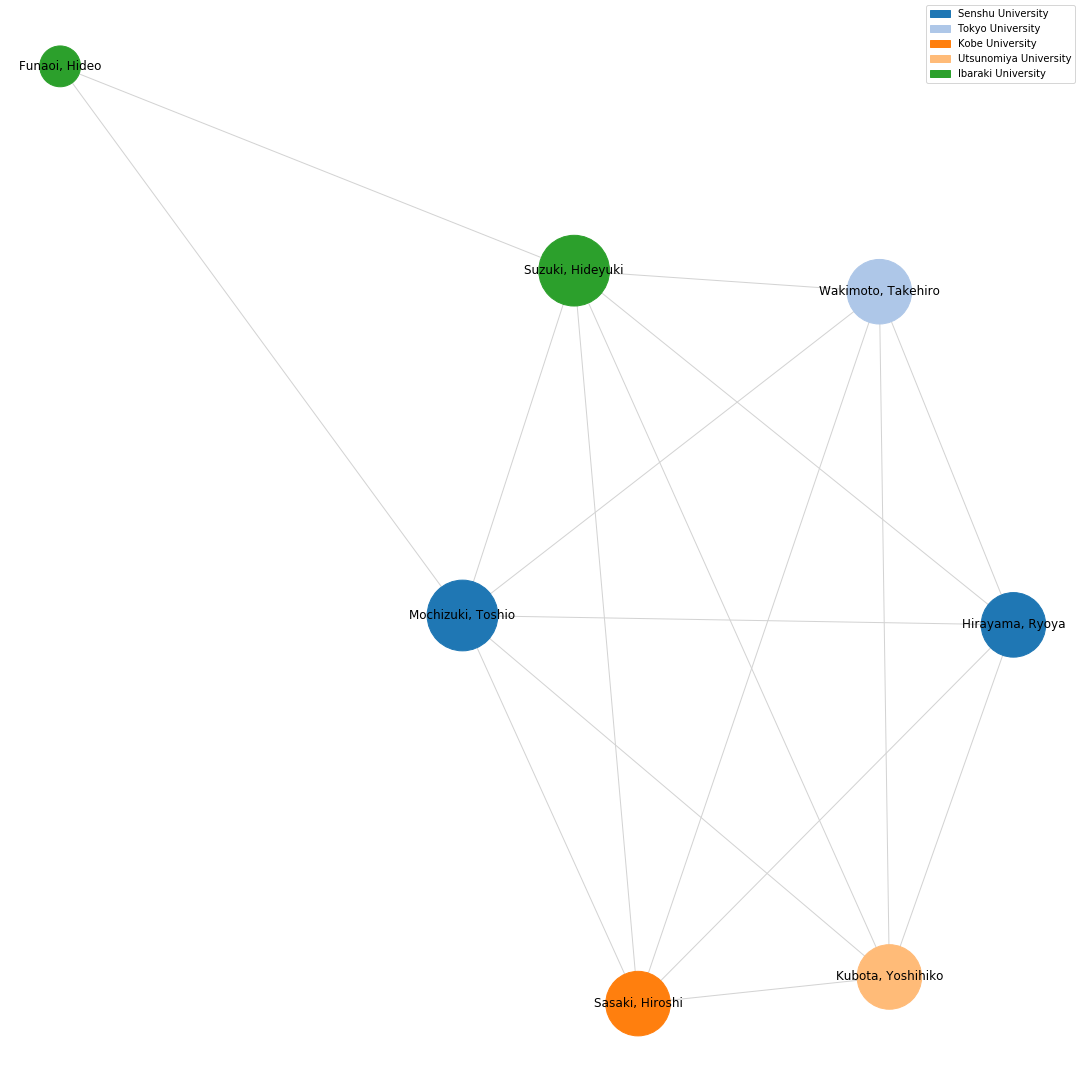 Senshu University
Tokyo University
Kobe University
Utsunomiya University
Ibaraki University
Funaoi, Hideo
Suzuki, Hideyuki
Wakimoto, Takehiro
Mochizuki, Toshio
Hirayama, Ryoya
Kubota, Yoshihiko
Sasaki, Hiroshi